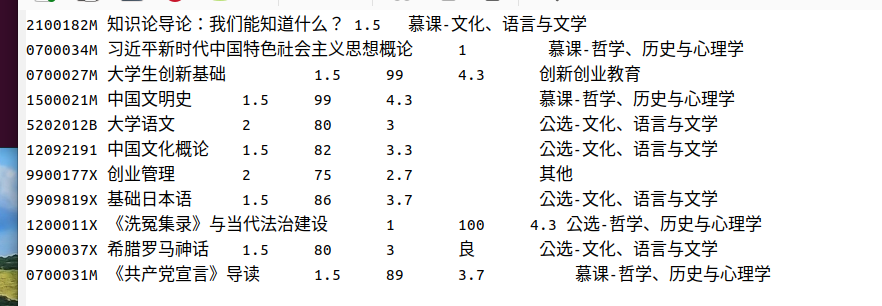 2100182M 知识论导论：我们能知道什么？ 1.5 慕课-文化、语言与文学
0700034M 习近平新时代中国特色社会主义思想概论 1 慕课-哲学、历史与心理学
0700027M 大学生创新基础 1.5 99 4.3 创新创业教育
1500021M 中国文明史 1.5 99 4.3 慕课-哲学、历史与心理学
5202012B 大学语文 2 80 3 公选-文化、语言与文学
12092191 中国文化概论 1.5 82 3.3 公选-文化、语言与文学
9900177X 创业管理 2 75 2.7 其他
9909819X 基础日本语 1.5 86 3.7 公选-文化、语言与文学
1200011X 《洗冤集录》与当代法治建设 1 100 4.3 公选-哲学、历史与心理学
9900037X 希腊罗马神话 1.5 80 3 良 公选-文化、语言与文学
0700031M 《共产党宣言》导读 1.5 89 3.7 慕课-哲学、历史与心理学